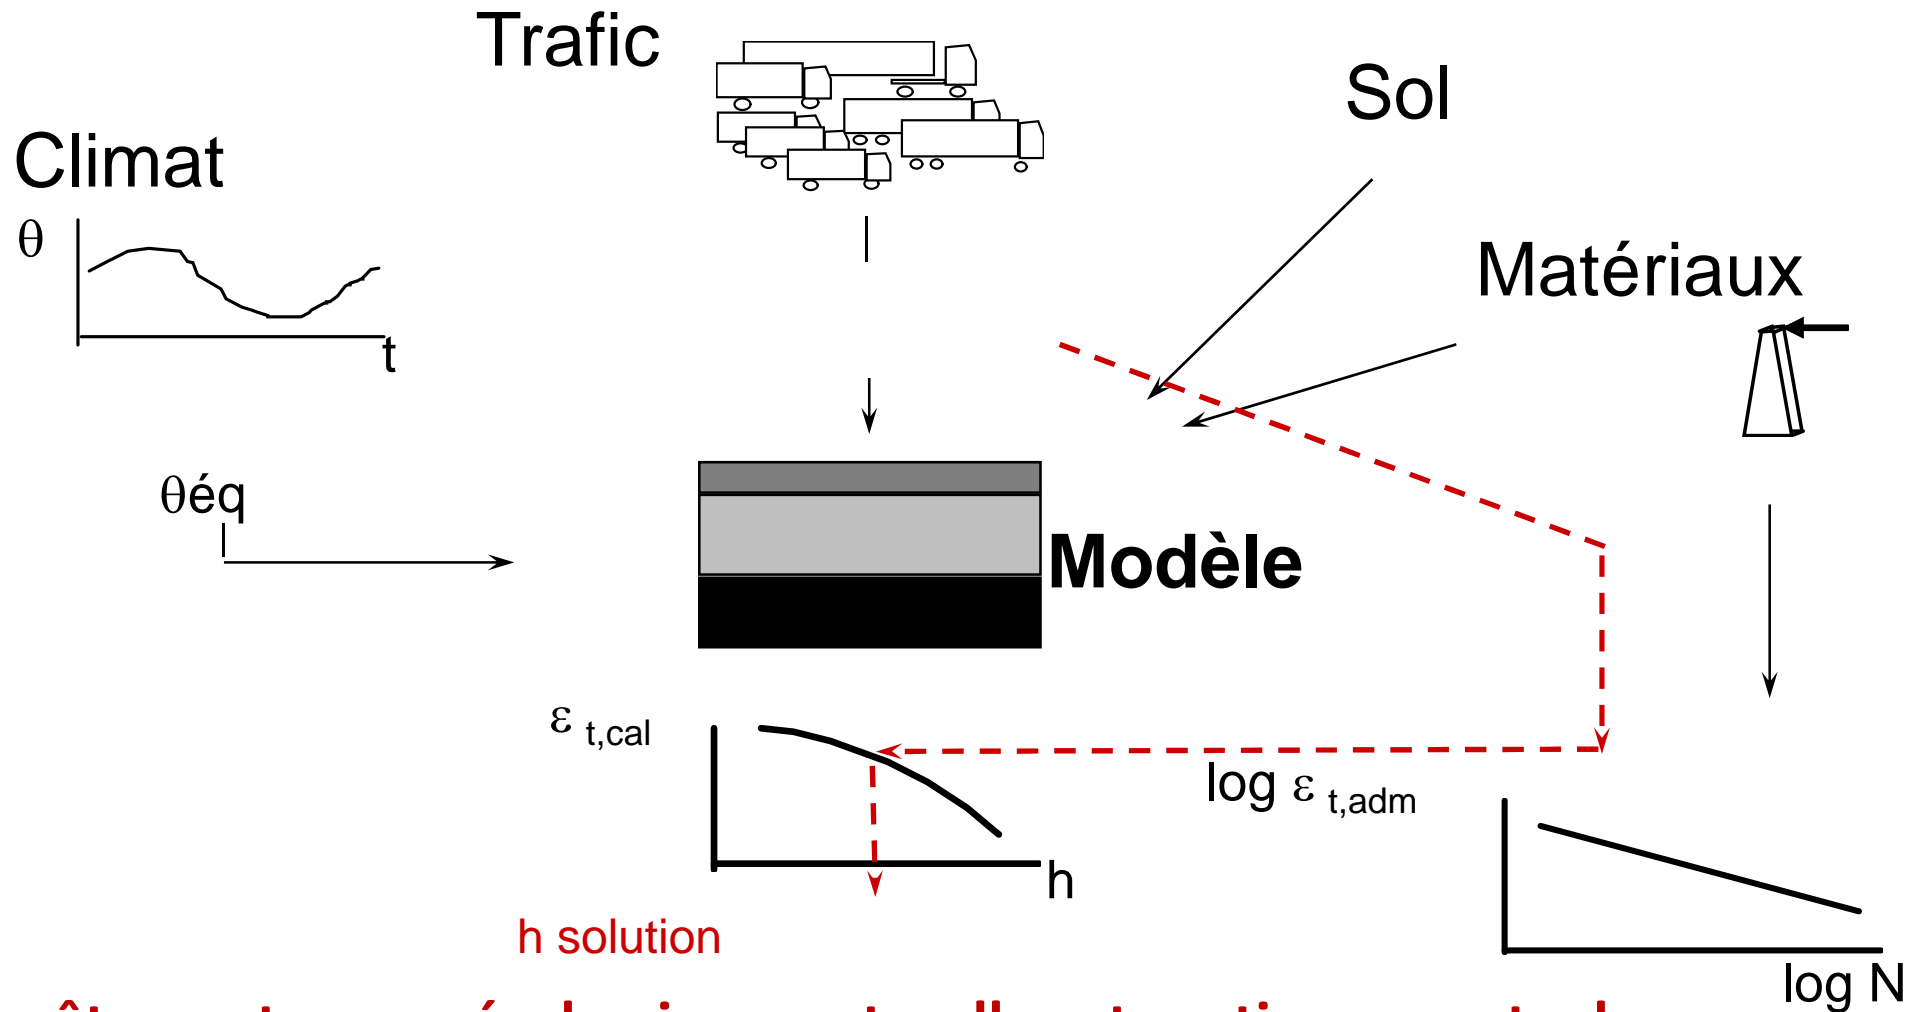 Trafic
Sol
Climat
θ
Matériaux
t
θéq
Modèle
ε t,cal
log ε t,adm
h
h solution
log N